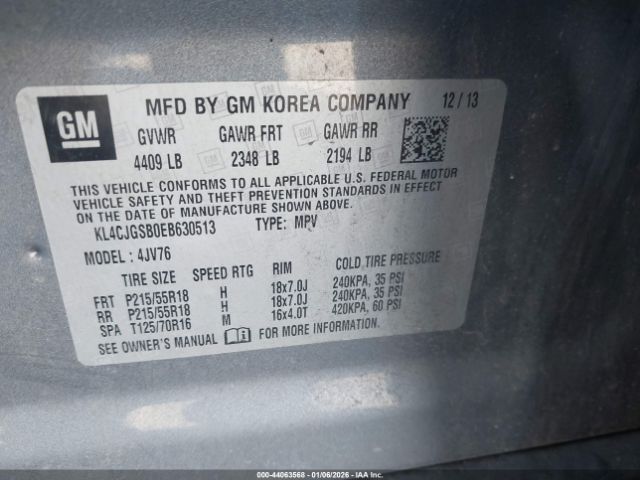 GM
MFD BY GM KOREA COMPANY 12/13
GVWR GAWR FRT GAWR RR
4409 LB 2348 LB 2194 LB
THIS VEHICLE CONFORMS TO ALL APPLICABLE U.S. FEDERAL MOTOR
VEHICLE SAFETY AND THEFT PREVENTION STANDARDS IN EFFECT
ON DATE OF MANUFACTURE SHOWN ABOVE.
KL4CJGSB0EB630513 TYPE: MPV
MODEL: 4JV76
TIRE SIZE SPEED RTG RIM COLD TIRE PRESSURE
FRT P215/55R18 H 18x7.0J 240KPA, 35 PSI
RR P215/55R18 H 18x7.0J 240KPA, 35 PSI
SPA T125/70R16 M 16x4.0T 420KPA, 60 PSI
SEE OWNER'S MANUAL FOR MORE INFORMATION.
000-44063568 - 01/06/2026 - IAA Inc.